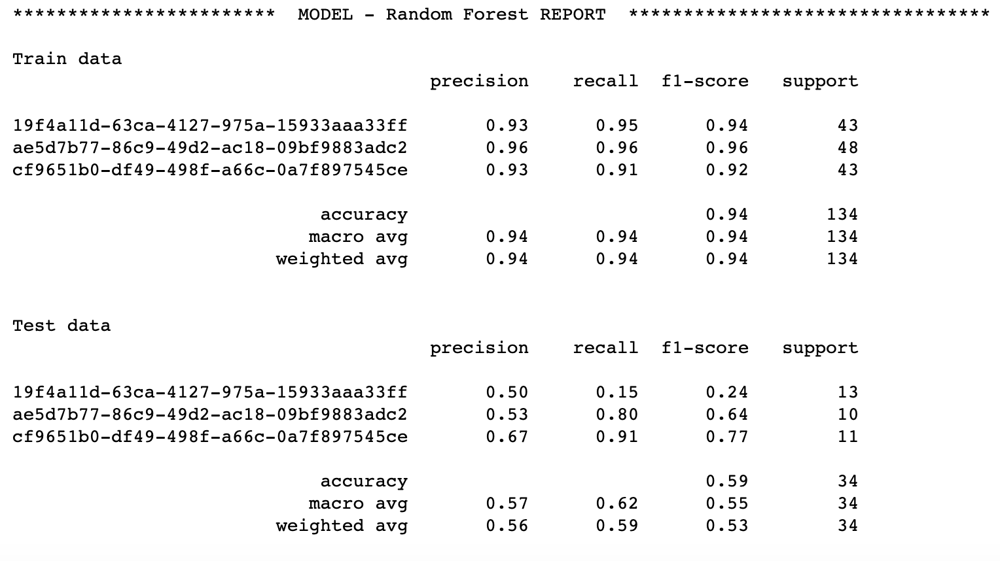 ************************  MODEL - Random Forest REPORT  *********************************
Train data
precision    recall  f1-score   support
19f4a11d-63ca-4127-975a-15933aaa33ff       0.93      0.95      0.94        43
ae5d7b77-86c9-49d2-ac18-09bf9883adc2       0.96      0.96      0.96        48
cf9651b0-df49-498f-a66c-0a7f897545ce       0.93      0.91      0.92        43
accuracy                           0.94       134
macro avg       0.94      0.94      0.94       134
weighted avg       0.94      0.94      0.94       134
Test data
precision    recall  f1-score   support
19f4a11d-63ca-4127-975a-15933aaa33ff       0.50      0.15      0.24        13
ae5d7b77-86c9-49d2-ac18-09bf9883adc2       0.53      0.80      0.64        10
cf9651b0-df49-498f-a66c-0a7f897545ce       0.67      0.91      0.77        11
accuracy                           0.59        34
macro avg       0.57      0.62      0.55        34
weighted avg       0.56      0.59      0.53        34